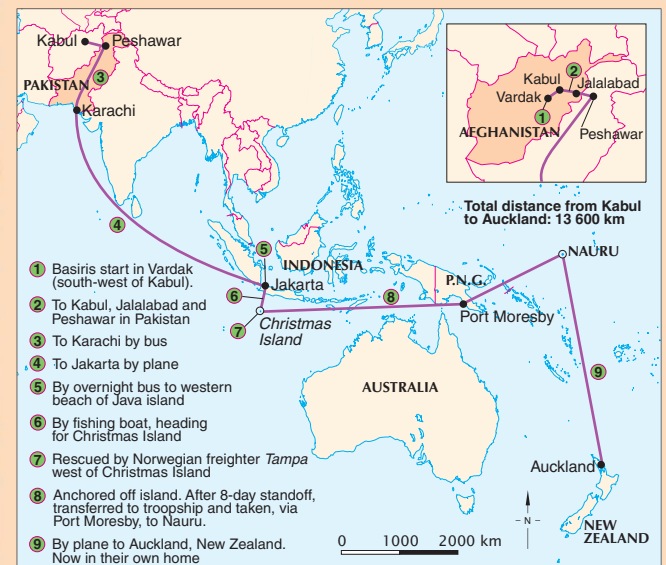 Kabul
Peshawar
PAKISTAN
3
Karachi
4
Kabul
2
Jalalabad
Vardak
1
AFGHANISTAN
Peshawar
Total distance from Kabul
to Auckland: 13 600 km
NAURU
5
INDONESIA
Jakarta
P.N.G.
6
8
Port Moresby
7
Christmas
Island
AUSTRALIA
9
Auckland
NEW
ZEALAND
N
0 1000 2000 km
1 Basiris start in Vardak
(south-west of Kabul).
2 To Kabul, Jalalabad and
Peshawar in Pakistan
3 To Karachi by bus
4 To Jakarta by plane
5 By overnight bus to western
beach of Java island
6 By fishing boat, heading
for Christmas Island
7 Rescued by Norwegian freighter Tampa
west of Christmas Island
8 Anchored off island. After 8-day standoff,
transferred to troopship and taken, via
Port Moresby, to Nauru.
9 By plane to Auckland, New Zealand.
Now in their own home